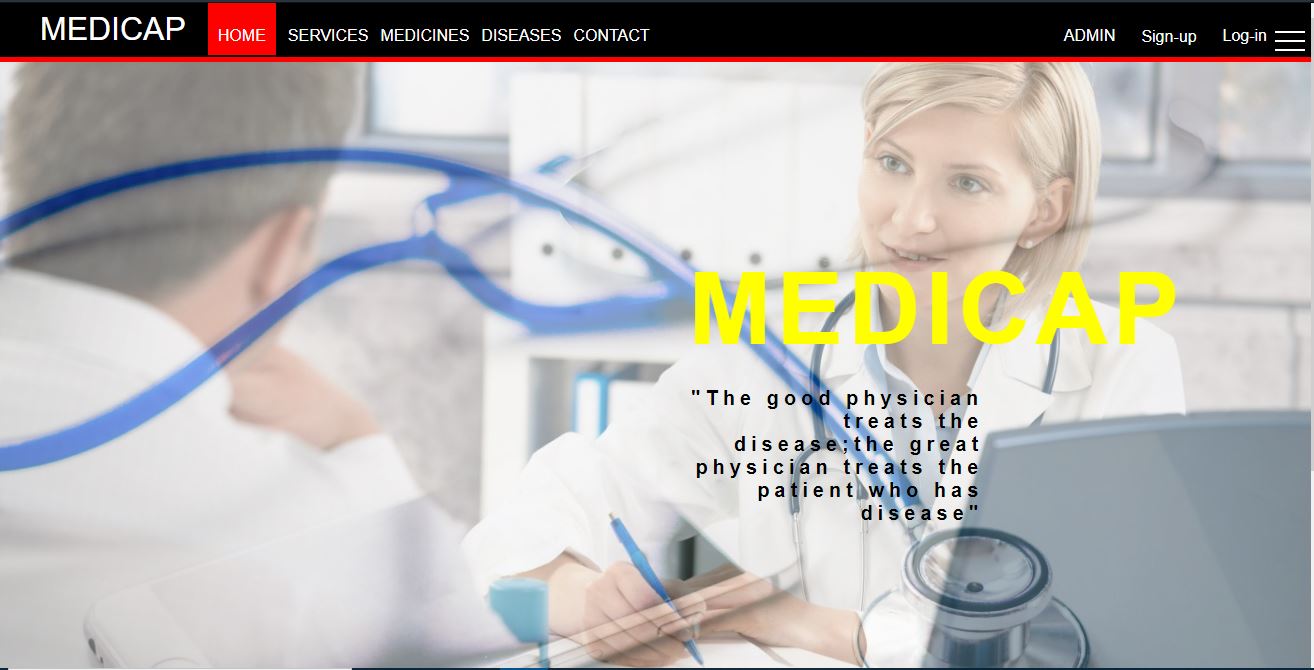 MEDICAP HOME SERVICES MEDICINES DISEASES CONTACT ADMIN Sign-up Log-in
MEDICAP
"The good physician
treats the
disease;the great
physician treats the
patient who has
disease"